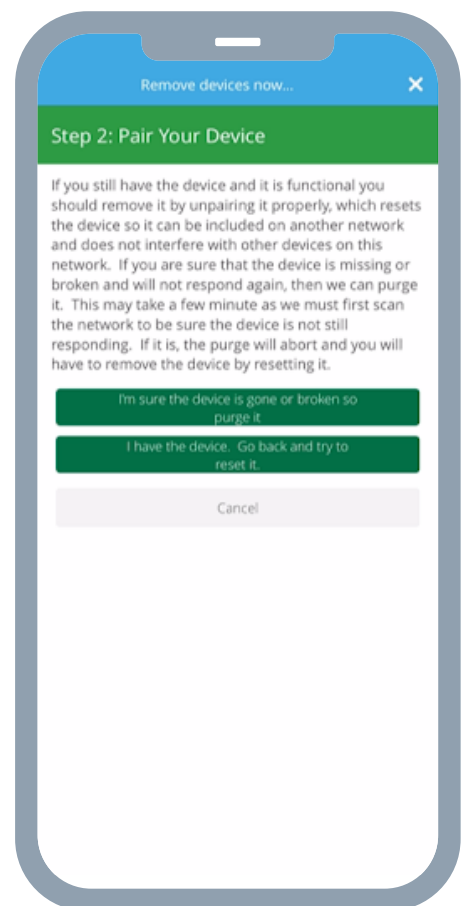 Remove devices now...
Step 2: Pair Your Device
If you still have the device and it is functional you
should remove it by unpairing it properly, which resets
the device so it can be included on another network
and does not interfere with other devices on this
network. If you are sure that the device is missing or
broken and will not respond again, then we can purge
it. This may take a few minute as we must first scan
the network to be sure the device is not still
responding. If it is, the purge will abort and you will
have to remove the device by resetting it.
I'm sure the device is gone or broken so
purge it
I have the device. Go back and try to
reset it.
Cancel